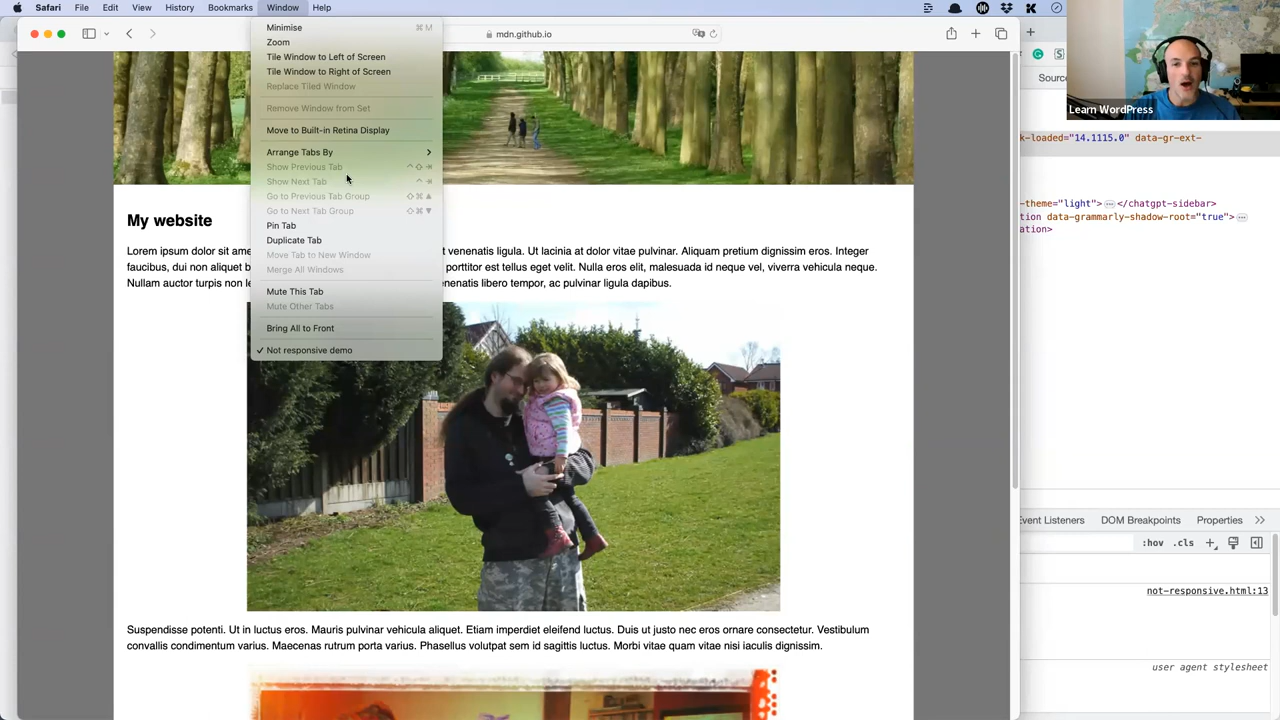 Safari File Edit View History Bookmarks Window Help
Minimise ⌘ M
Zoom
Tile Window to Left of Screen
Tile Window to Right of Screen
Replace Tiled Window
Remove Window from Set
Move to Built-in Retina Display
Arrange Tabs By
Show Previous Tab
Show Next Tab
Go to Previous Tab Group
Go to Next Tab Group
Pin Tab
Duplicate Tab
Move Tab to New Window
Merge All Windows
Mute This Tab
Mute Other Tabs
Bring All to Front
✓ Not responsive demo
mdn.github.io
Learn WordPress
My website
Lorem ipsum dolor sit ame
t venenatis ligula. Ut lacinia at dolor vitae pulvinar. Aliquam pretium dignissim eros. Integer
faucibus, dui non aliquet b
porttitor est tellus eget velit. Nulla eros elit, malesuada id neque vel, viverra vehicula neque.
Nullam auctor turpis non le
enenatis libero tempor, ac pulvinar ligula dapibus.
Suspendisse potenti. Ut in luctus eros. Mauris pulvinar vehicula aliquet. Etiam imperdiet eleifend luctus. Duis ut justo nec eros ornare consectetur. Vestibulum
convallis condimentum varius. Maecenas rutrum porta varius. Phasellus volutpat sem id sagittis luctus. Morbi vitae quam vitae nisi iaculis dignissim.
Sourc
k-loaded="14.1115.0" data-gr-ext-
-theme="light"> … </chatgpt-sidebar>
tion data-grammarly-shadow-root="true"> …
ation>
Event Listeners DOM Breakpoints Properties >>
:hov .cls +
not-responsive.html:13
user agent stylesheet